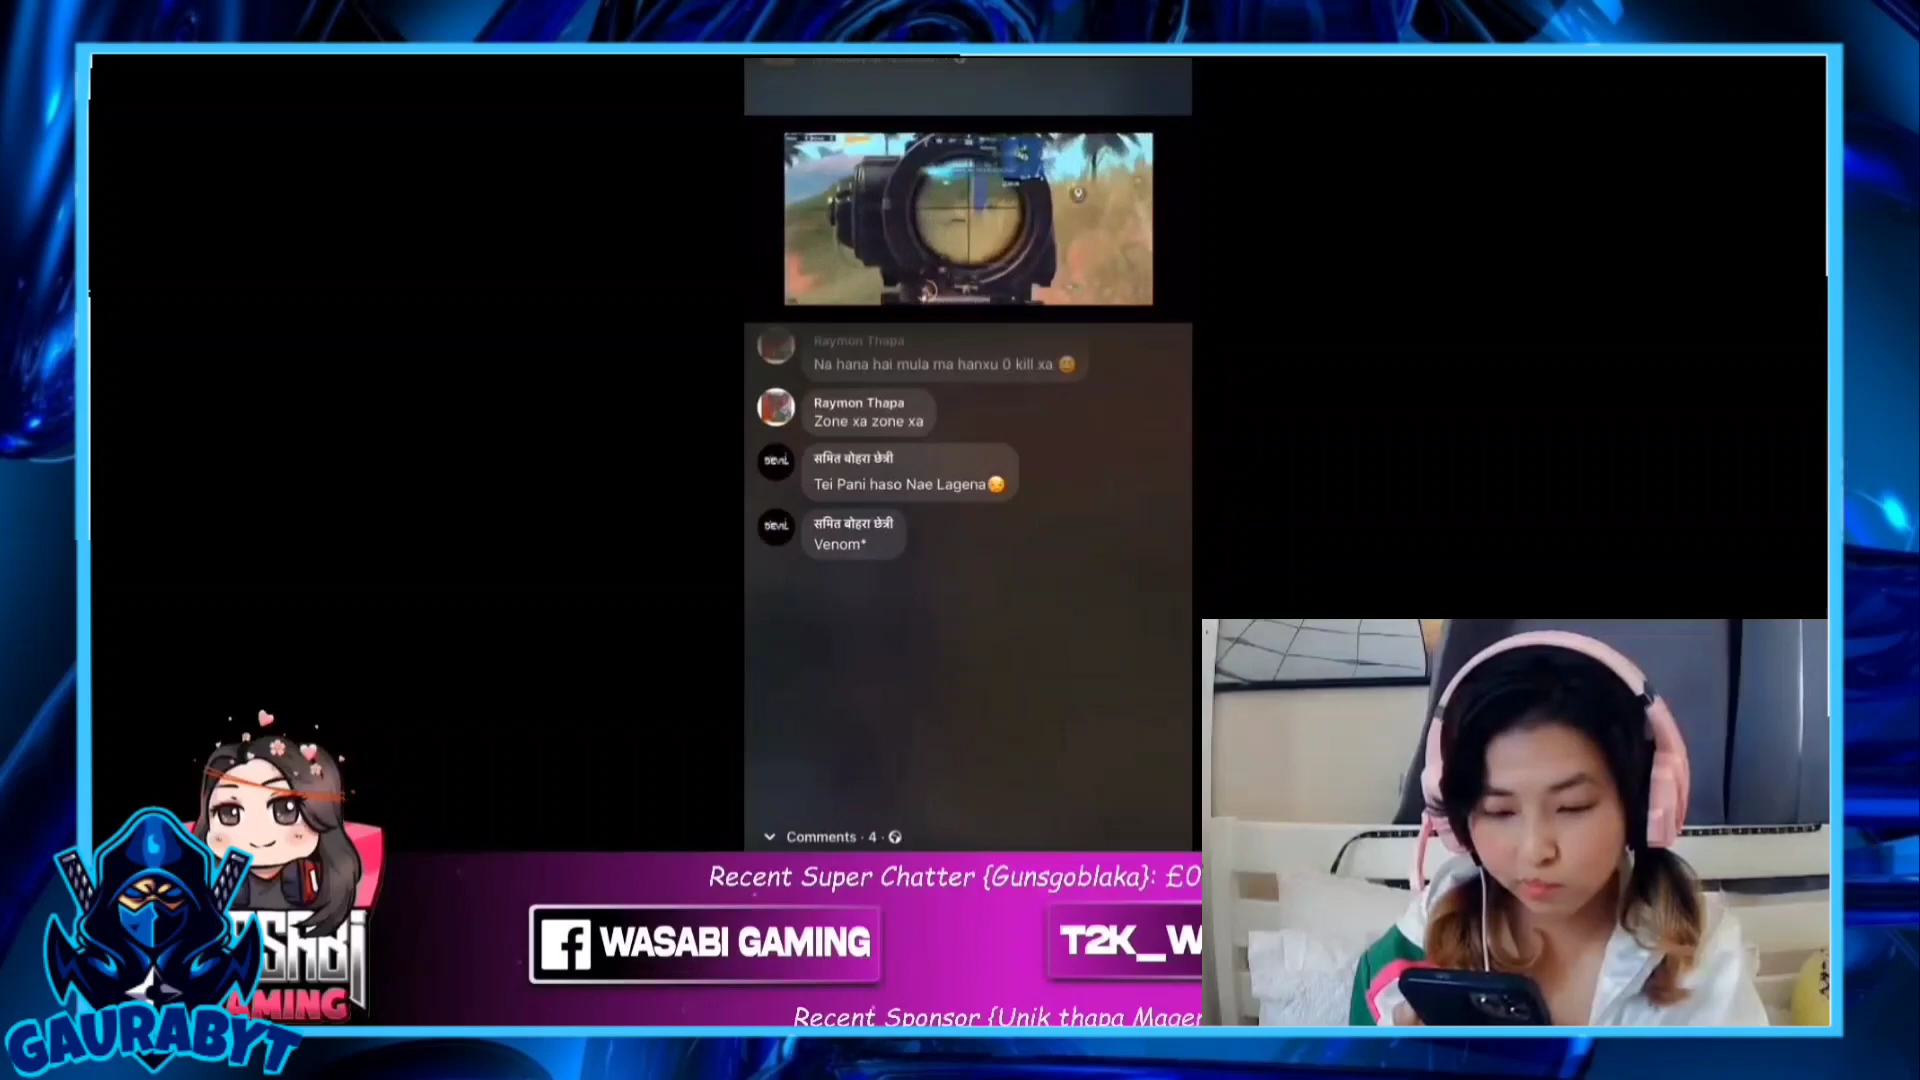 Raymon Thapa
Na hana hai mula ma hanxu 0 kill xa 😊
Raymon Thapa
Zone xa zone xa
समित बोहरा छेत्री
Tei Pani haso Nae Lagena😔
समित बोहरा छेत्री
Venom*
Comments · 4 ·
Recent Super Chatter {Gunsgoblaka}: £0
WASABI GAMING
T2K_W
Recent Sponsor {Unik thapa Mager
GAURABYT